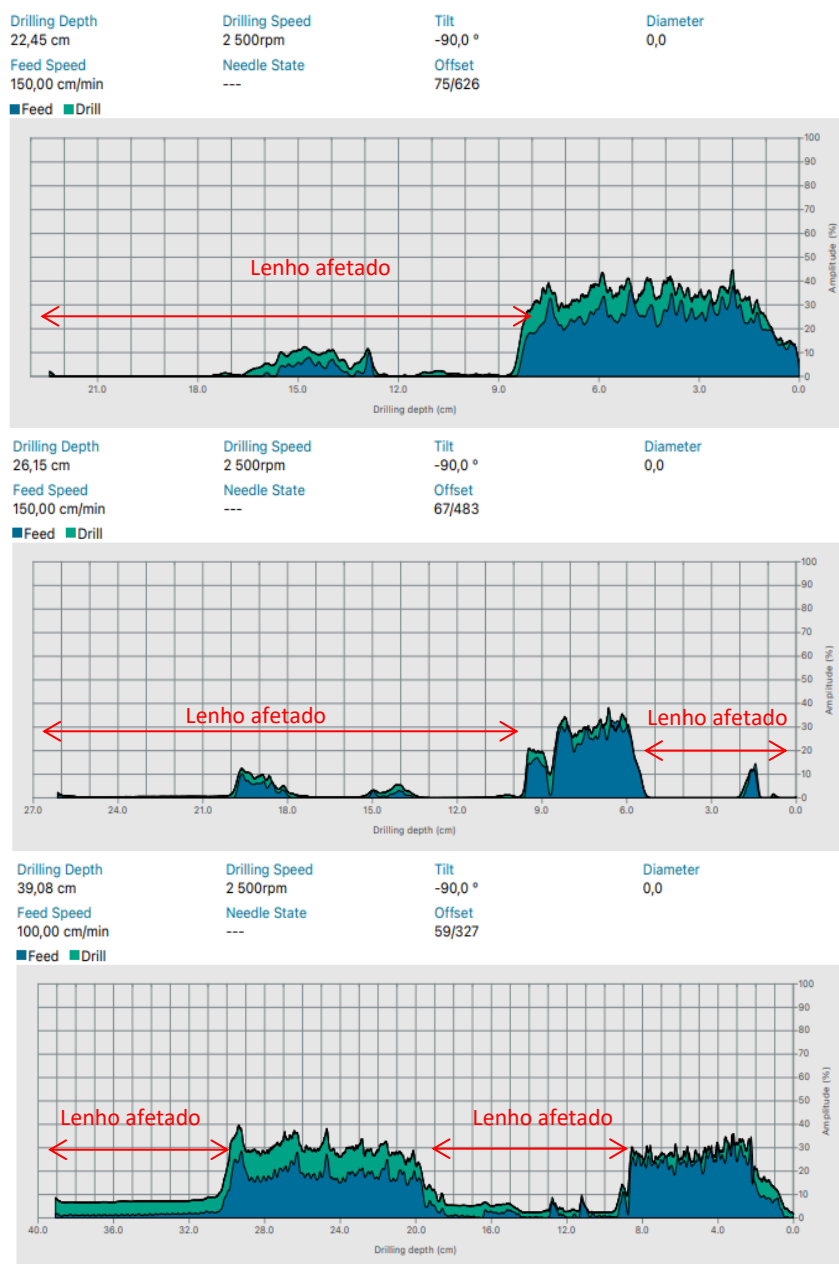 Drilling Depth Drilling Speed Tilt Diameter
22,45 cm 2 500rpm -90,0 º 0,0
Feed Speed Needle State Offset
150,00 cm/min --- 75/626
Feed Drill
100
90
80
70
60
50
40
30
20
10
0
Amplitude (%)
Lenho afetado
21.0 18.0 15.0 12.0 9.0 6.0 3.0 0.0
Drilling depth (cm)
Drilling Depth Drilling Speed Tilt Diameter
26,15 cm 2 500rpm -90,0 º 0,0
Feed Speed Needle State Offset
150,00 cm/min --- 67/483
Feed Drill
100
90
80
70
60
50
40
30
20
10
0
Amplitude (%)
Lenho afetado Lenho afetado
27.0 24.0 21.0 18.0 15.0 12.0 9.0 6.0 3.0 0.0
Drilling depth (cm)
Drilling Depth Drilling Speed Tilt Diameter
39,08 cm 2 500rpm -90,0 º 0,0
Feed Speed Needle State Offset
100,00 cm/min --- 59/327
Feed Drill
100
90
80
70
60
50
40
30
20
10
0
Amplitude (%)
Lenho afetado Lenho afetado
40.0 36.0 32.0 28.0 24.0 20.0 16.0 12.0 8.0 4.0 0.0
Drilling depth (cm)